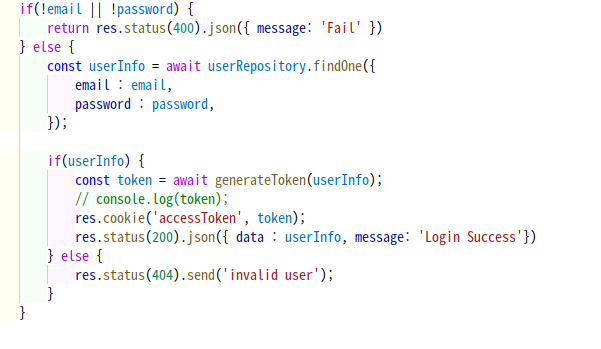 if(!email || !password) {
    return res.status(400).json({ message: 'Fail' })
} else {
    const userInfo = await userRepository.findOne({
        email : email,
        password : password,
    });

    if(userInfo) {
        const token = await generateToken(userInfo);
        // console.log(token);
        res.cookie('accessToken', token);
        res.status(200).json({ data : userInfo, message: 'Login Success'})
    } else {
        res.status(404).send('invalid user');
    }
}